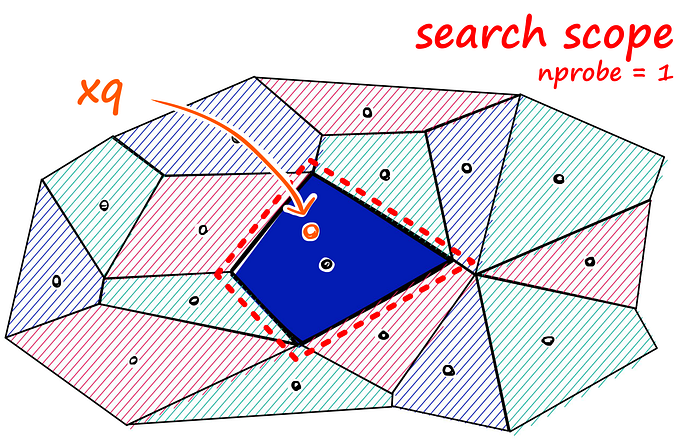 search scope
nprobe = 1
xq